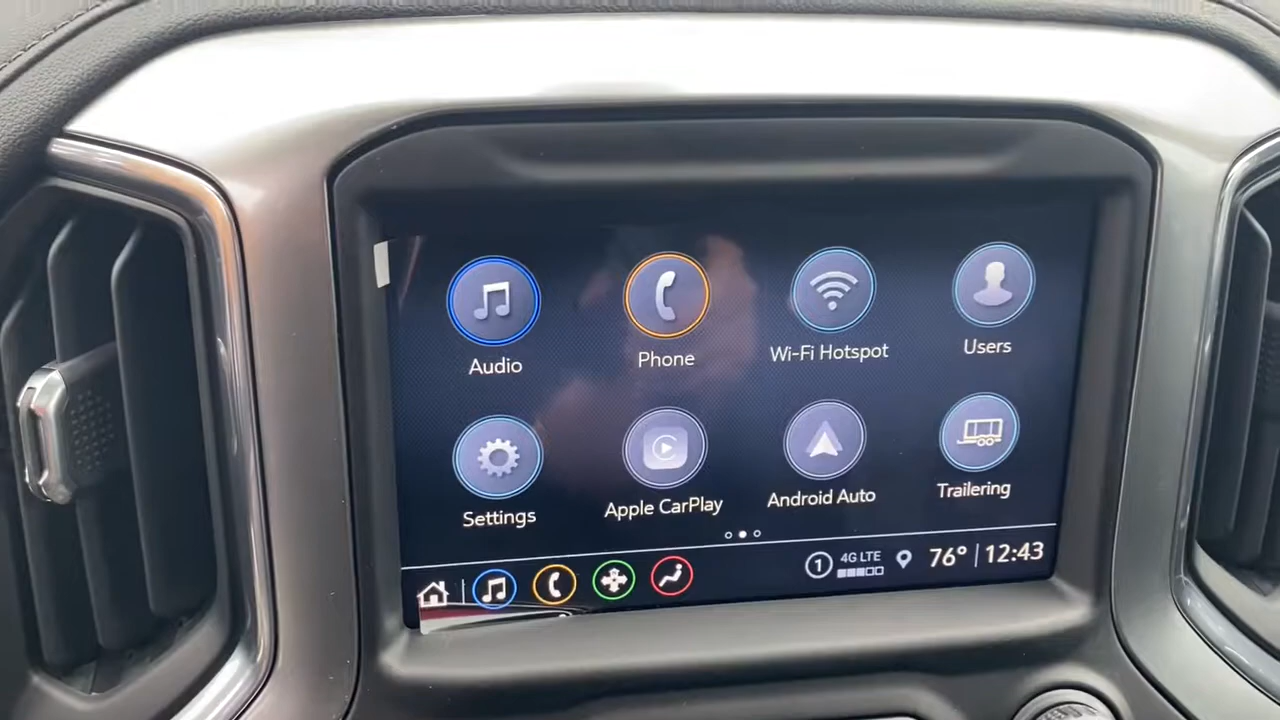 Audio
Phone
Wi-Fi Hotspot
Users
Settings
Apple CarPlay
Android Auto
Trailering
1
4G LTE
76°
12:43